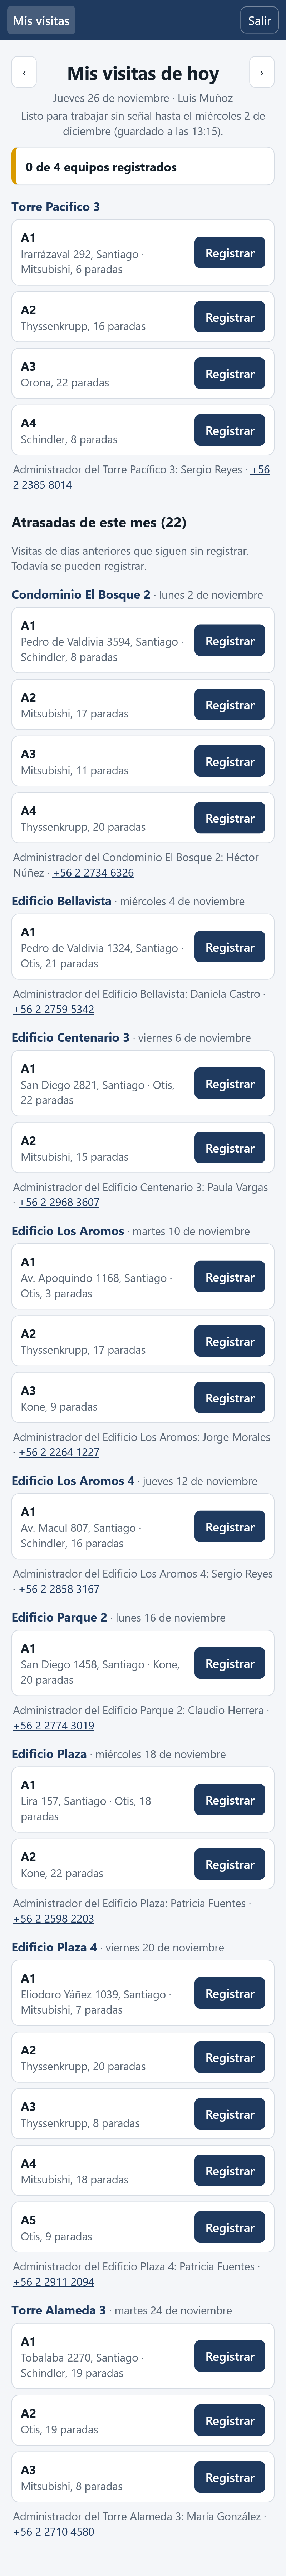 Mis visitas
Salir
‹
Mis visitas de hoy
›
Jueves 26 de noviembre · Luis Muñoz
Listo para trabajar sin señal hasta el miércoles 2 de
diciembre (guardado a las 13:15).
0 de 4 equipos registrados
Torre Pacífico 3
A1
Irarrázaval 292, Santiago ·
Mitsubishi, 6 paradas
Registrar
A2
Thyssenkrupp, 16 paradas
Registrar
A3
Orona, 22 paradas
Registrar
A4
Schindler, 8 paradas
Registrar
Administrador del Torre Pacífico 3: Sergio Reyes · +56
2 2385 8014
Atrasadas de este mes (22)
Visitas de días anteriores que siguen sin registrar.
Todavía se pueden registrar.
Condominio El Bosque 2 · lunes 2 de noviembre
A1
Pedro de Valdivia 3594, Santiago ·
Schindler, 8 paradas
Registrar
A2
Mitsubishi, 17 paradas
Registrar
A3
Mitsubishi, 11 paradas
Registrar
A4
Thyssenkrupp, 20 paradas
Registrar
Administrador del Condominio El Bosque 2: Héctor
Núñez · +56 2 2734 6326
Edificio Bellavista · miércoles 4 de noviembre
A1
Pedro de Valdivia 1324, Santiago ·
Otis, 21 paradas
Registrar
Administrador del Edificio Bellavista: Daniela Castro ·
+56 2 2759 5342
Edificio Centenario 3 · viernes 6 de noviembre
A1
San Diego 2821, Santiago · Otis,
22 paradas
Registrar
A2
Mitsubishi, 15 paradas
Registrar
Administrador del Edificio Centenario 3: Paula Vargas
· +56 2 2968 3607
Edificio Los Aromos · martes 10 de noviembre
A1
Av. Apoquindo 1168, Santiago ·
Otis, 3 paradas
Registrar
A2
Thyssenkrupp, 17 paradas
Registrar
A3
Kone, 9 paradas
Registrar
Administrador del Edificio Los Aromos: Jorge Morales
· +56 2 2264 1227
Edificio Los Aromos 4 · jueves 12 de noviembre
A1
Av. Macul 807, Santiago ·
Schindler, 16 paradas
Registrar
Administrador del Edificio Los Aromos 4: Sergio Reyes
· +56 2 2858 3167
Edificio Parque 2 · lunes 16 de noviembre
A1
San Diego 1458, Santiago · Kone,
20 paradas
Registrar
Administrador del Edificio Parque 2: Claudio Herrera ·
+56 2 2774 3019
Edificio Plaza · miércoles 18 de noviembre
A1
Lira 157, Santiago · Otis, 18
paradas
Registrar
A2
Kone, 22 paradas
Registrar
Administrador del Edificio Plaza: Patricia Fuentes ·
+56 2 2598 2203
Edificio Plaza 4 · viernes 20 de noviembre
A1
Eliodoro Yáñez 1039, Santiago ·
Mitsubishi, 7 paradas
Registrar
A2
Thyssenkrupp, 20 paradas
Registrar
A3
Thyssenkrupp, 8 paradas
Registrar
A4
Mitsubishi, 18 paradas
Registrar
A5
Otis, 9 paradas
Registrar
Administrador del Edificio Plaza 4: Patricia Fuentes ·
+56 2 2911 2094
Torre Alameda 3 · martes 24 de noviembre
A1
Tobalaba 2270, Santiago ·
Schindler, 19 paradas
Registrar
A2
Otis, 19 paradas
Registrar
A3
Mitsubishi, 8 paradas
Registrar
Administrador del Torre Alameda 3: María González ·
+56 2 2710 4580